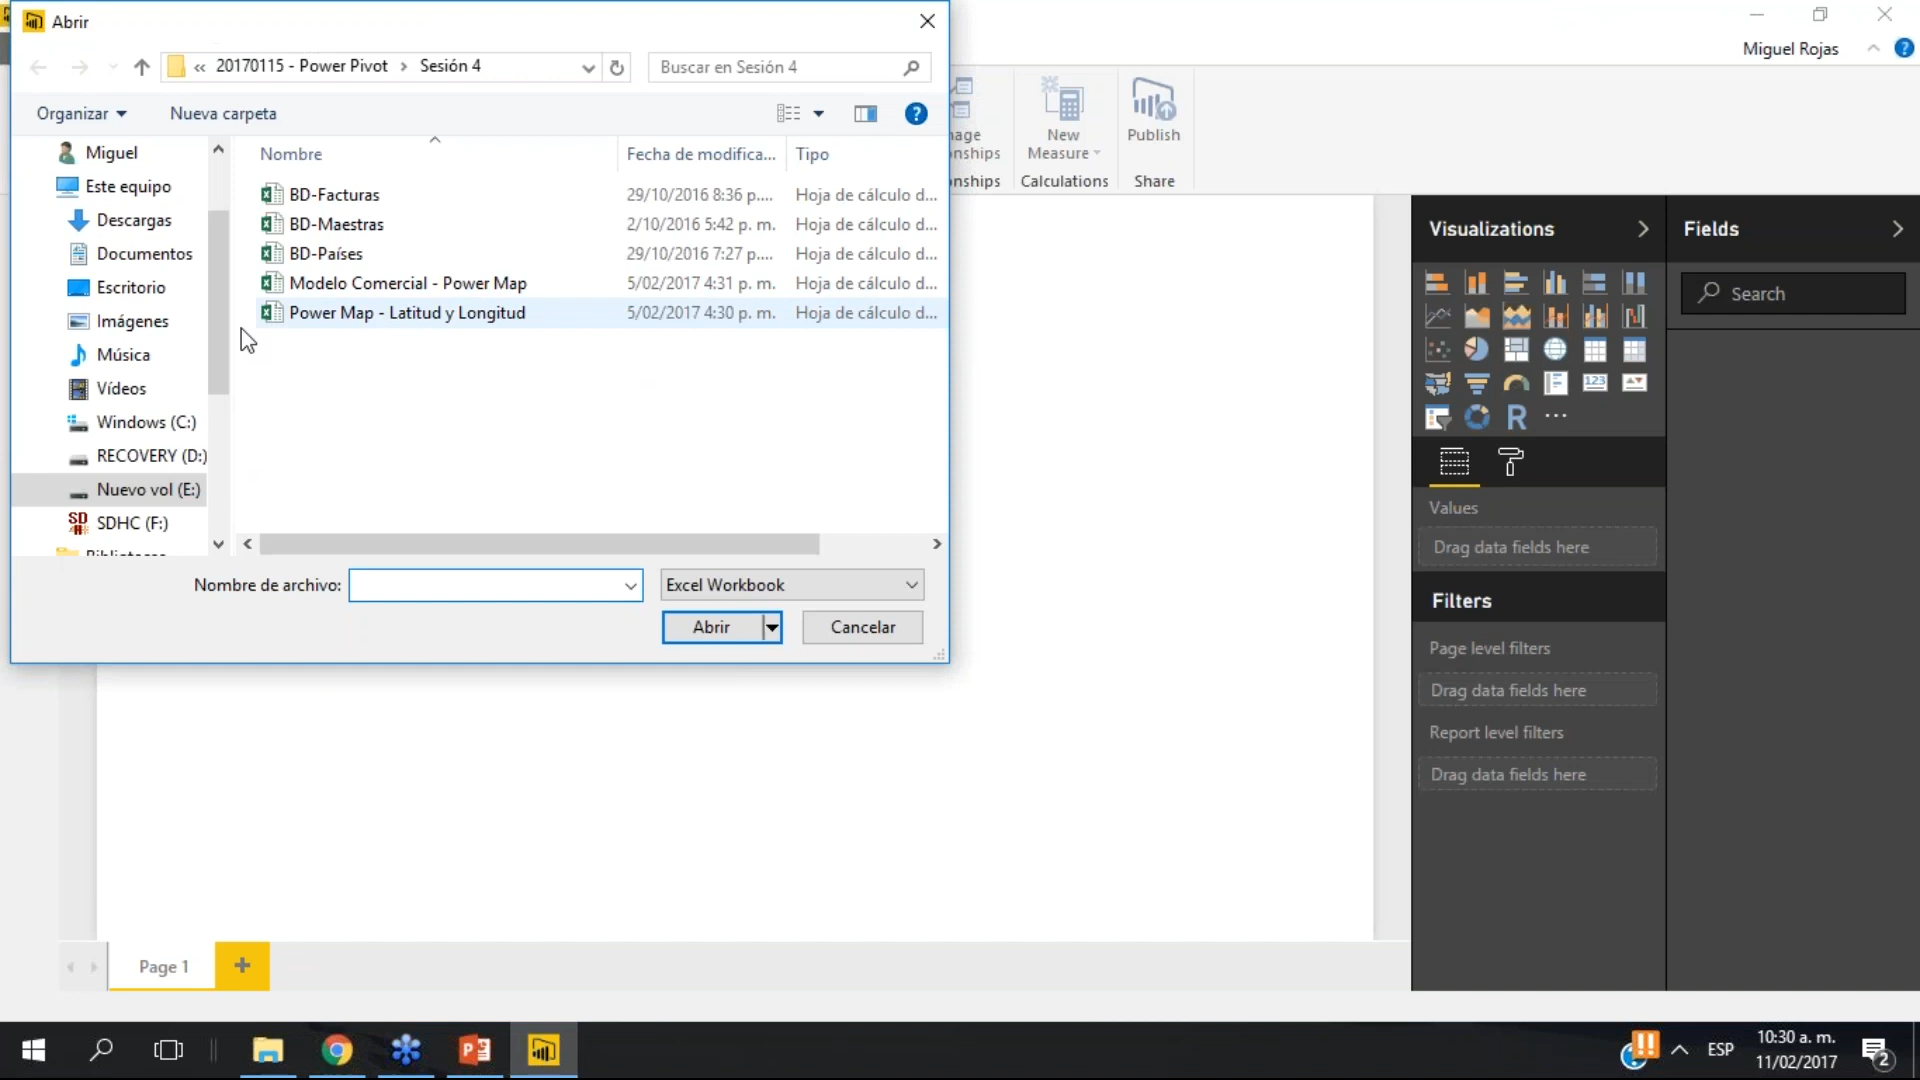 Abrir
« 20170115 - Power Pivot › Sesión 4
Buscar en Sesión 4
Organizar
Nueva carpeta
Miguel
Este equipo
Descargas
Documentos
Escritorio
Imágenes
Música
Vídeos
Windows (C:)
RECOVERY (D:)
Nuevo vol (E:)
SDHC (F:)
Nombre Fecha de modifica... Tipo
BD-Facturas 29/10/2016 8:36 p.... Hoja de cálculo d...
BD-Maestras 2/10/2016 5:42 p. m. Hoja de cálculo d...
BD-Países 29/10/2016 7:27 p.... Hoja de cálculo d...
Modelo Comercial - Power Map 5/02/2017 4:31 p. m. Hoja de cálculo d...
Power Map - Latitud y Longitud 5/02/2017 4:30 p. m. Hoja de cálculo d...
Nombre de archivo:
Excel Workbook
Abrir
Cancelar
Miguel Rojas
nage
onships
onships
New
Measure
Calculations
Publish
Share
Visualizations
R
123
Values
Drag data fields here
Filters
Page level filters
Drag data fields here
Report level filters
Drag data fields here
Fields
Search
Page 1
+
ESP
10:30 a. m.
11/02/2017
2